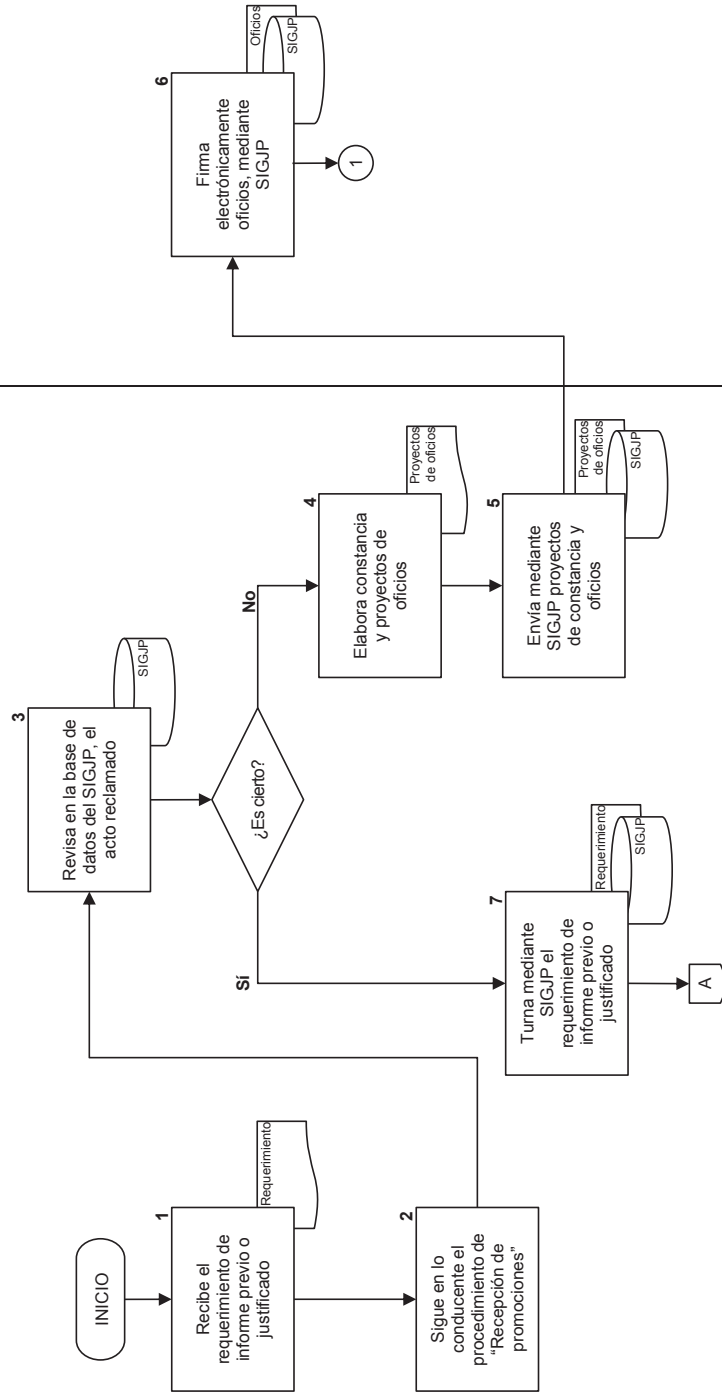 INICIO
1
Recibe el
requerimiento de
informe previo o
justificado
Requerimiento
2
Sigue en lo
conducente el
procedimiento de
“Recepción de
promociones”
3
Revisa en la base de
datos del SIGJP, el
acto reclamado
SIGJP
¿Es cierto?
No
4
Elabora constancia
y proyectos de
oficios
Proyectos
de oficios
5
Envía mediante
SIGJP proyectos
de constancia y
oficios
Proyectos
de oficios
SIGJP
6
Firma
electrónicamente
oficios, mediante
SIGJP
Oficios
SIGJP
1
Sí
7
Turna mediante
SIGJP el
requerimiento de
informe previo o
justificado
Requerimiento
SIGJP
A